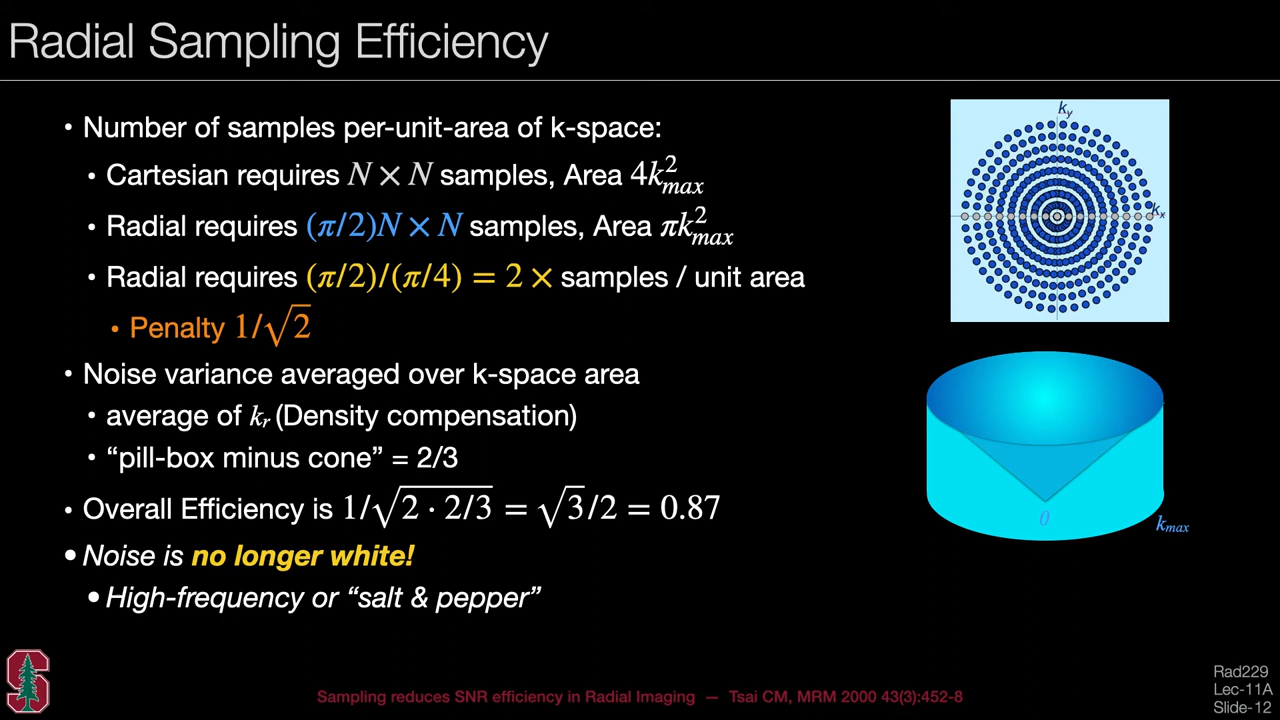 Radial Sampling Efficiency
• Number of samples per-unit-area of k-space:
• Cartesian requires N × N samples, Area 4k²max
• Radial requires (π/2)N × N samples, Area πk²max
• Radial requires (π/2)/(π/4) = 2 × samples / unit area
• Penalty 1/√2
• Noise variance averaged over k-space area
• average of kr (Density compensation)
• “pill-box minus cone” = 2/3
• Overall Efficiency is 1/√2 · 2/3 = √3/2 = 0.87
• Noise is no longer white!
• High-frequency or “salt & pepper”
ky
kx
0
kmax
S
Sampling reduces SNR efficiency in Radial Imaging — Tsai CM, MRM 2000 43(3):452-8
Rad229
Lec-11A
Slide-12